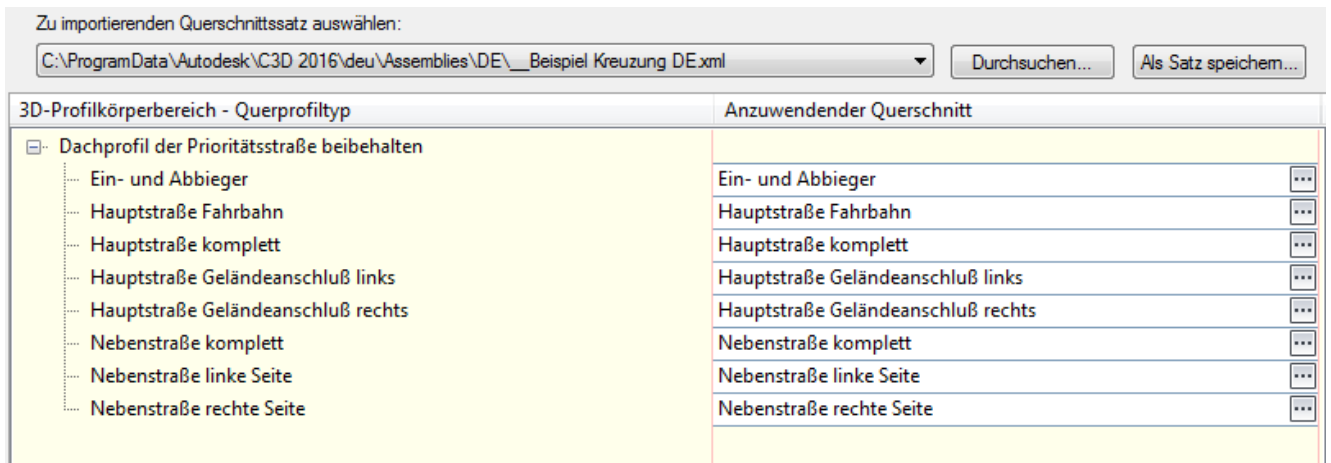 Zu importierenden Querschnittssatz auswählen:
C:\ProgramData\Autodesk\C3D 2016\deu\Assemblies\DE\__Beispiel Kreuzung DE.xml Durchsuchen... Als Satz speichern...
3D-Profilkörperbereich - Querprofiltyp Anzuwendender Querschnitt
Dachprofil der Prioritätsstraße beibehalten
Ein- und Abbieger Ein- und Abbieger
Hauptstraße Fahrbahn Hauptstraße Fahrbahn
Hauptstraße komplett Hauptstraße komplett
Hauptstraße Geländeanschluß links Hauptstraße Geländeanschluß links
Hauptstraße Geländeanschluß rechts Hauptstraße Geländeanschluß rechts
Nebenstraße komplett Nebenstraße komplett
Nebenstraße linke Seite Nebenstraße linke Seite
Nebenstraße rechte Seite Nebenstraße rechte Seite